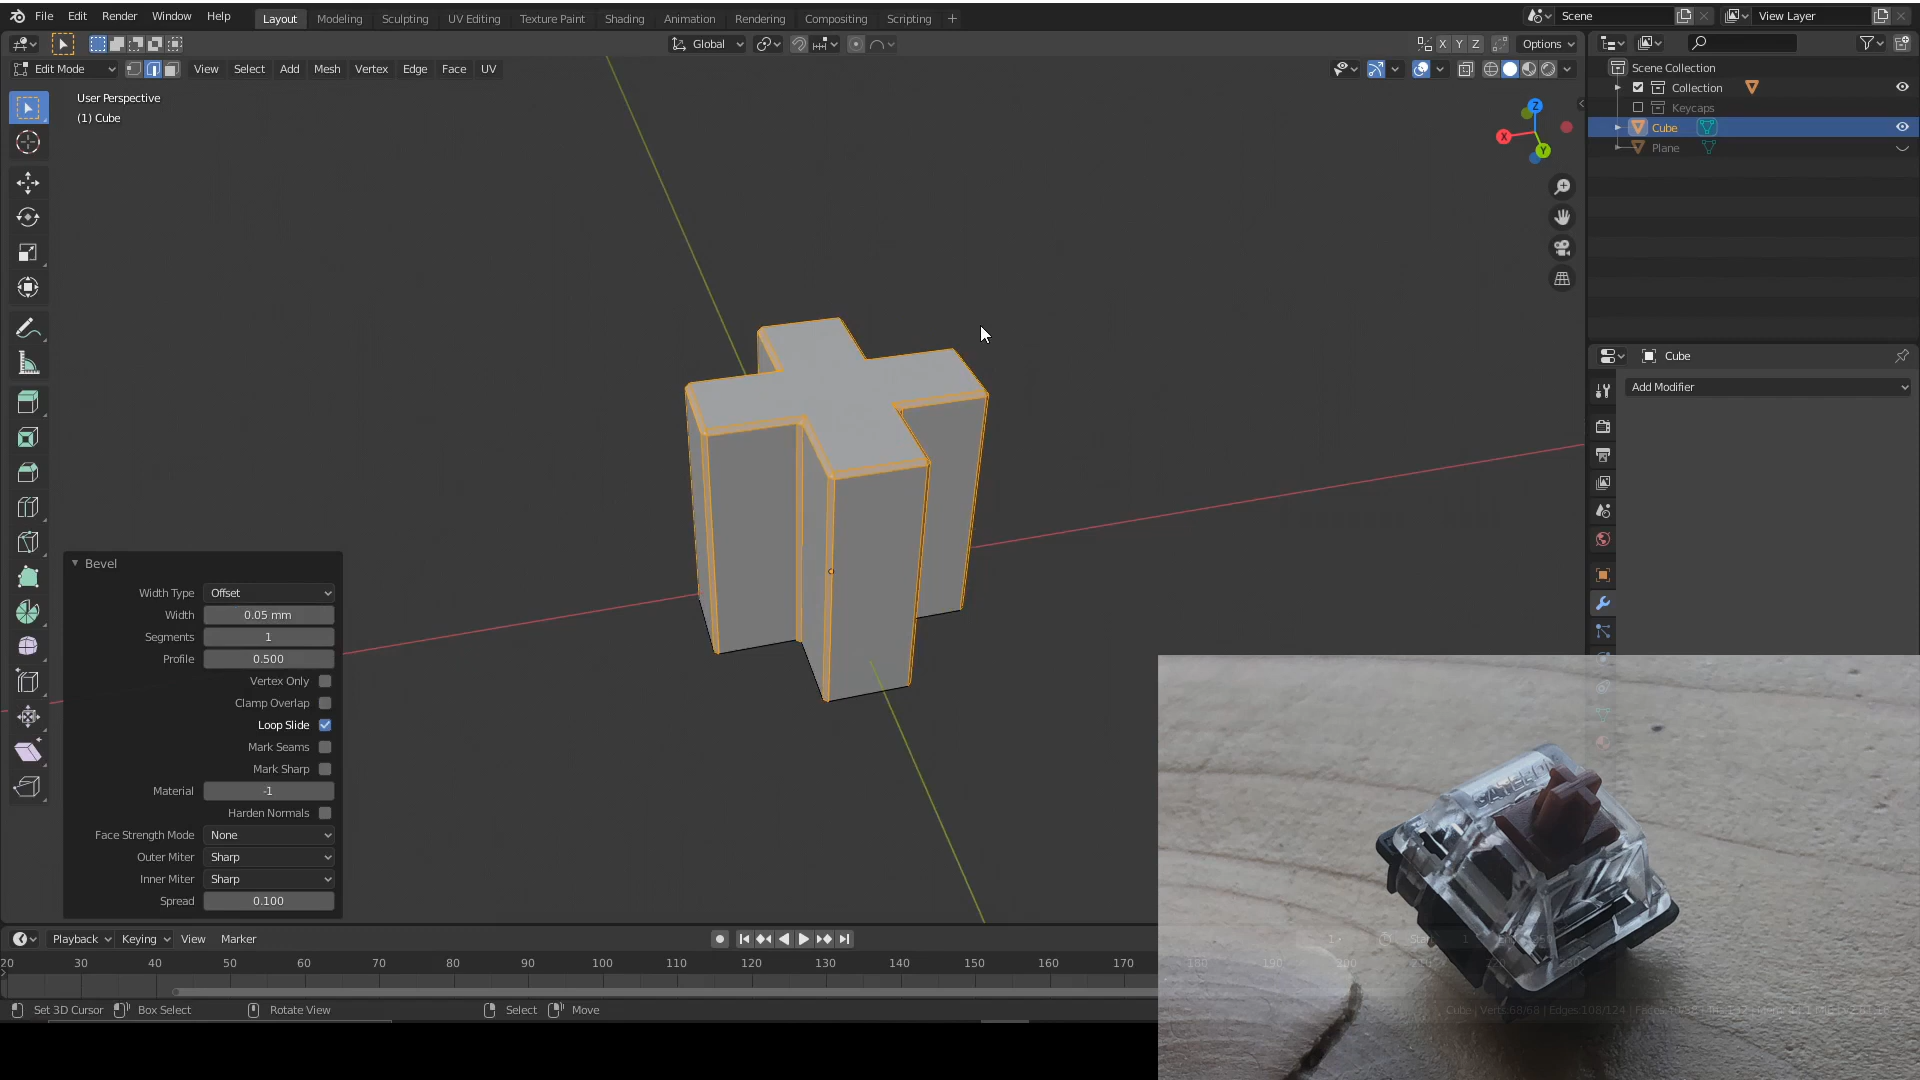 File Edit Render Window Help Layout Modeling Sculpting UV Editing Texture Paint Shading Animation Rendering Compositing Scripting + Scene View Layer
Global Options
X Y Z
Edit Mode View Select Add Mesh Vertex Edge Face UV
User Perspective
(1) Cube
Z
X
Y
Scene Collection
Collection
Keycaps
Cube
Plane
Cube
Add Modifier
Bevel
Width Type Offset
Width 0.05 mm
Segments 1
Profile 0.500
Vertex Only
Clamp Overlap
Loop Slide
Mark Seams
Mark Sharp
Material -1
Harden Normals
Face Strength Mode None
Outer Miter Sharp
Inner Miter Sharp
Spread 0.100
Playback Keying View Marker
20 30 40 50 60 70 80 90 100 110 120 130 140 150 160 170 180 190 200 210 220 230
Set 3D Cursor Box Select Rotate View Select Move